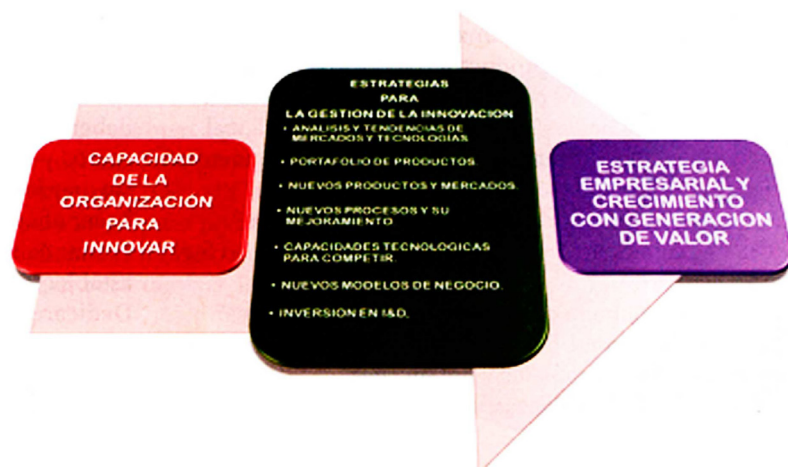 CAPACIDAD
DE LA
ORGANIZACIÓN
PARA
INNOVAR
ESTRATEGIAS
PARA
LA GESTION DE LA INNOVACIÓN
• ANALISIS Y TENDENCIAS DE
MERCADOS Y TECNOLOGÍAS.
• PORTAFOLIO DE PRODUCTOS.
• NUEVOS PRODUCTOS Y MERCADOS.
• NUEVOS PROCESOS Y SU
MEJORAMIENTO
• CAPACIDADES TECNOLOGICAS
PARA COMPETIR.
• NUEVOS MODELOS DE NEGOCIO.
• INVERSION EN I&D.
ESTRATEGIA
EMPRESARIAL Y
CRECIMIENTO
CON GENERACION
DE VALOR